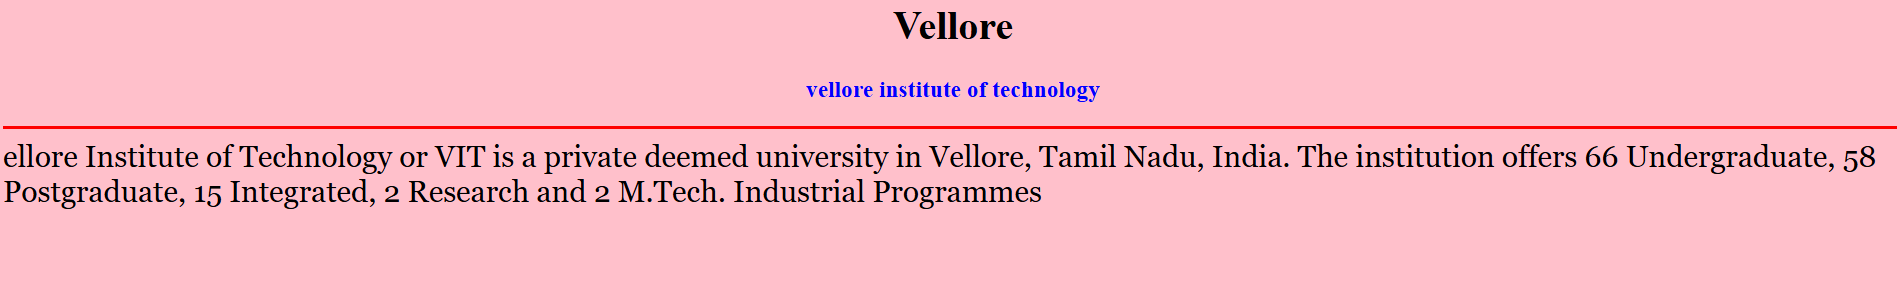 Vellore
vellore institute of technology
ellore Institute of Technology or VIT is a private deemed university in Vellore, Tamil Nadu, India. The institution offers 66 Undergraduate, 58
Postgraduate, 15 Integrated, 2 Research and 2 M.Tech. Industrial Programmes